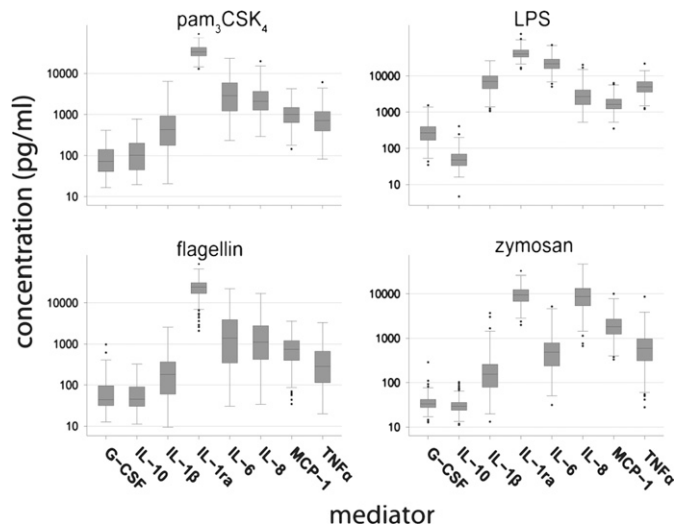 pam₃CSK₄
LPS
concentration (pg/ml)
10000
1000
100
10
10000
1000
100
10
flagellin
zymosan
10000
1000
100
10
10000
1000
100
10
G-CSF
IL-10
IL-1β
IL-1ra
IL-6
IL-8
MCP-1
TNFα
G-CSF
IL-10
IL-1β
IL-1ra
IL-6
IL-8
MCP-1
TNFα
mediator